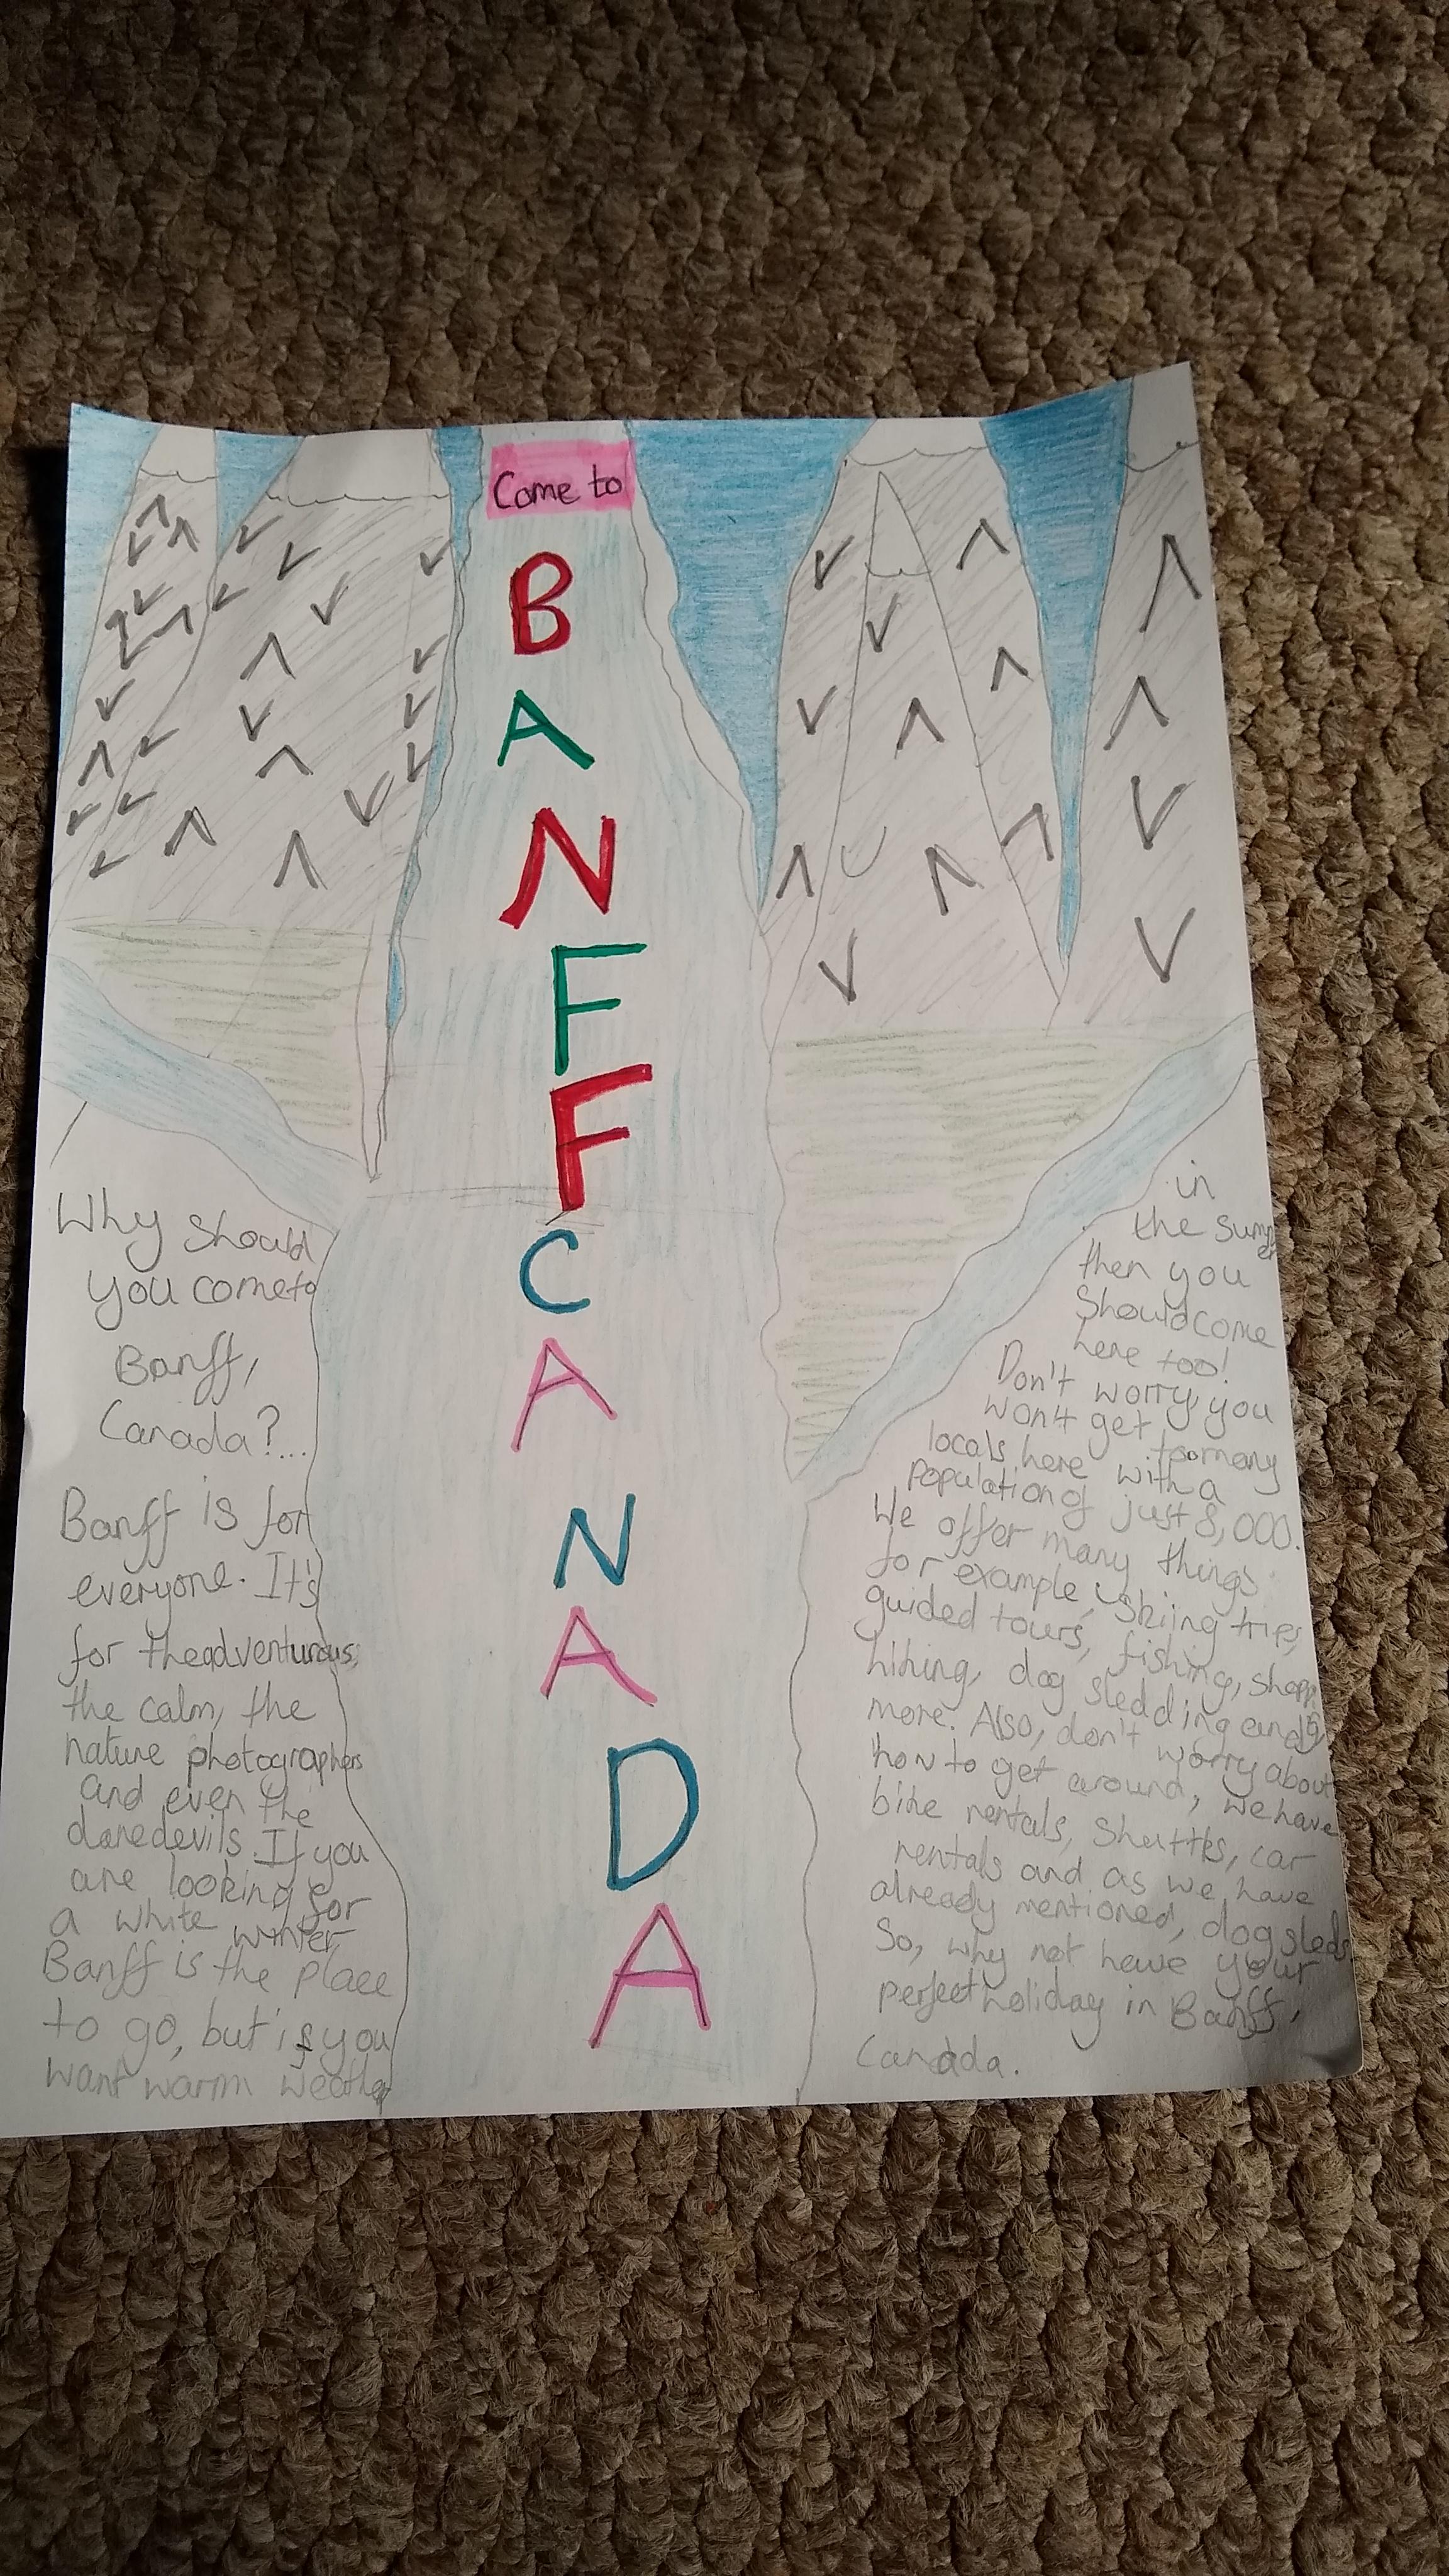 Come to
B
A
N
F
F
C
A
N
A
D
A
Why should
you come to
Banff,
Canada?...
Banff is for
everyone. It's
for the adventurous,
the calm, the
nature photographers
and even the
daredevils. If you
are looking for
a white winter,
Banff is the place
to go, but if you
want warm weather
in
the summer
then you
Should come
here too!
Don't worry, you
won't get too many
locals here with a
Population of just 8,000.
We offer many things
for example, skiing trips,
guided tours, fishing, shopping,
hiking, dog sledding and
more. Also, don't worry about
how to get around, we have
bike rentals, Shuttles, car
rentals and as we have
already mentioned, dog sleds
So, why not have your
perfect holiday in Banff,
Canada.